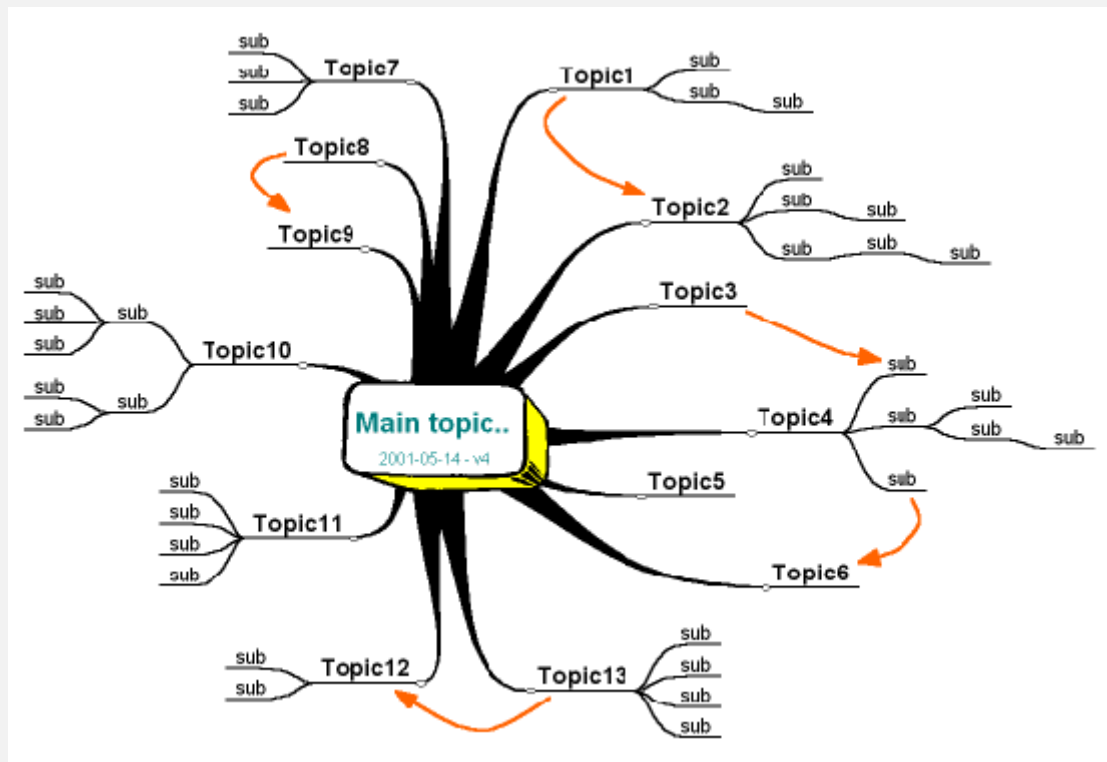 Main topic..
2001-05-14 - v4
Topic1
sub
sub
sub
Topic2
sub
sub
sub
sub
sub
sub
Topic3
Topic4
sub
sub
sub
sub
sub
sub
Topic5
Topic6
Topic7
sub
sub
sub
Topic8
Topic9
Topic10
sub
sub
sub
sub
sub
sub
sub
Topic11
sub
sub
sub
sub
Topic12
sub
sub
Topic13
sub
sub
sub
sub